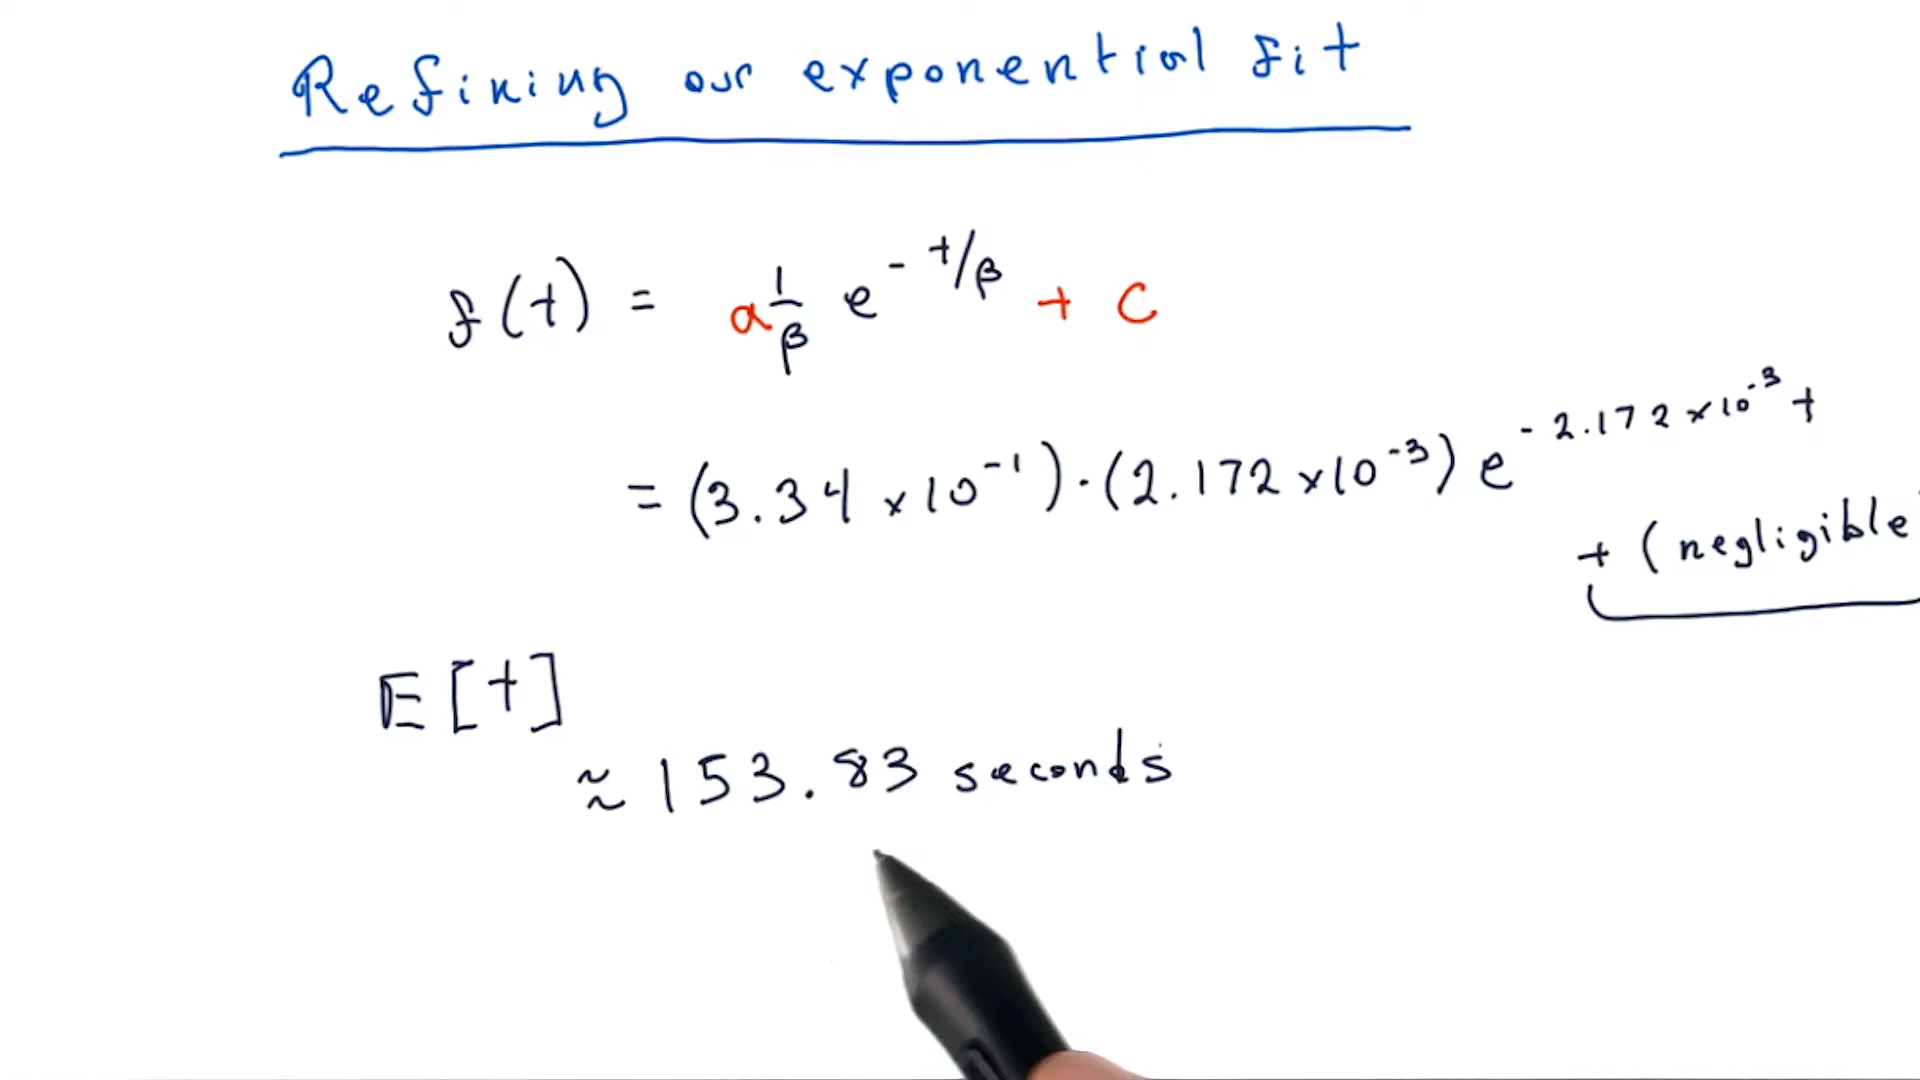 Refining our exponential fit
f(t) = a 1/β e^(-t/β) + c
= (3.34 × 10^-1) · (2.172 × 10^-3) e^(-2.172 × 10^-3 t)
+ (negligible
E[t]
≈ 153.83 seconds